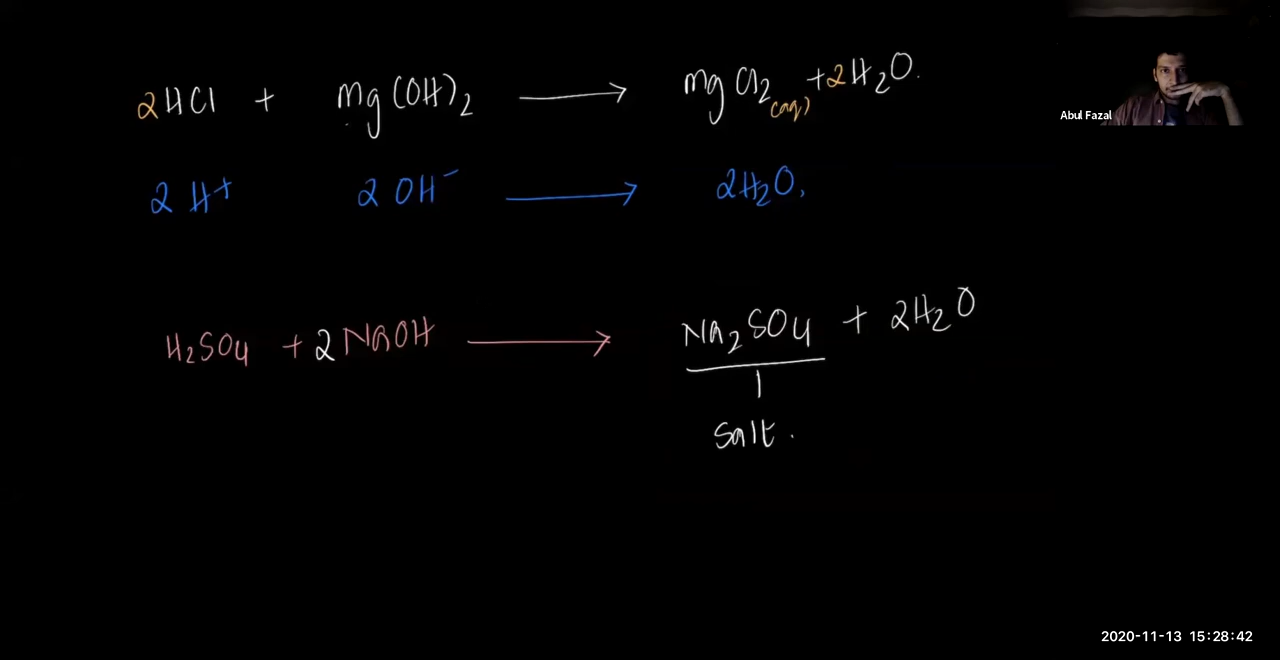 2HCl + Mg(OH)2 ⟶ MgCl2(aq) + 2H2O.
Abul Fazal
2H+ 2OH- ⟶ 2H2O,
H2SO4 + 2NaOH ⟶ Na2SO4 + 2H2O
Salt.
2020-11-13 15:28:42